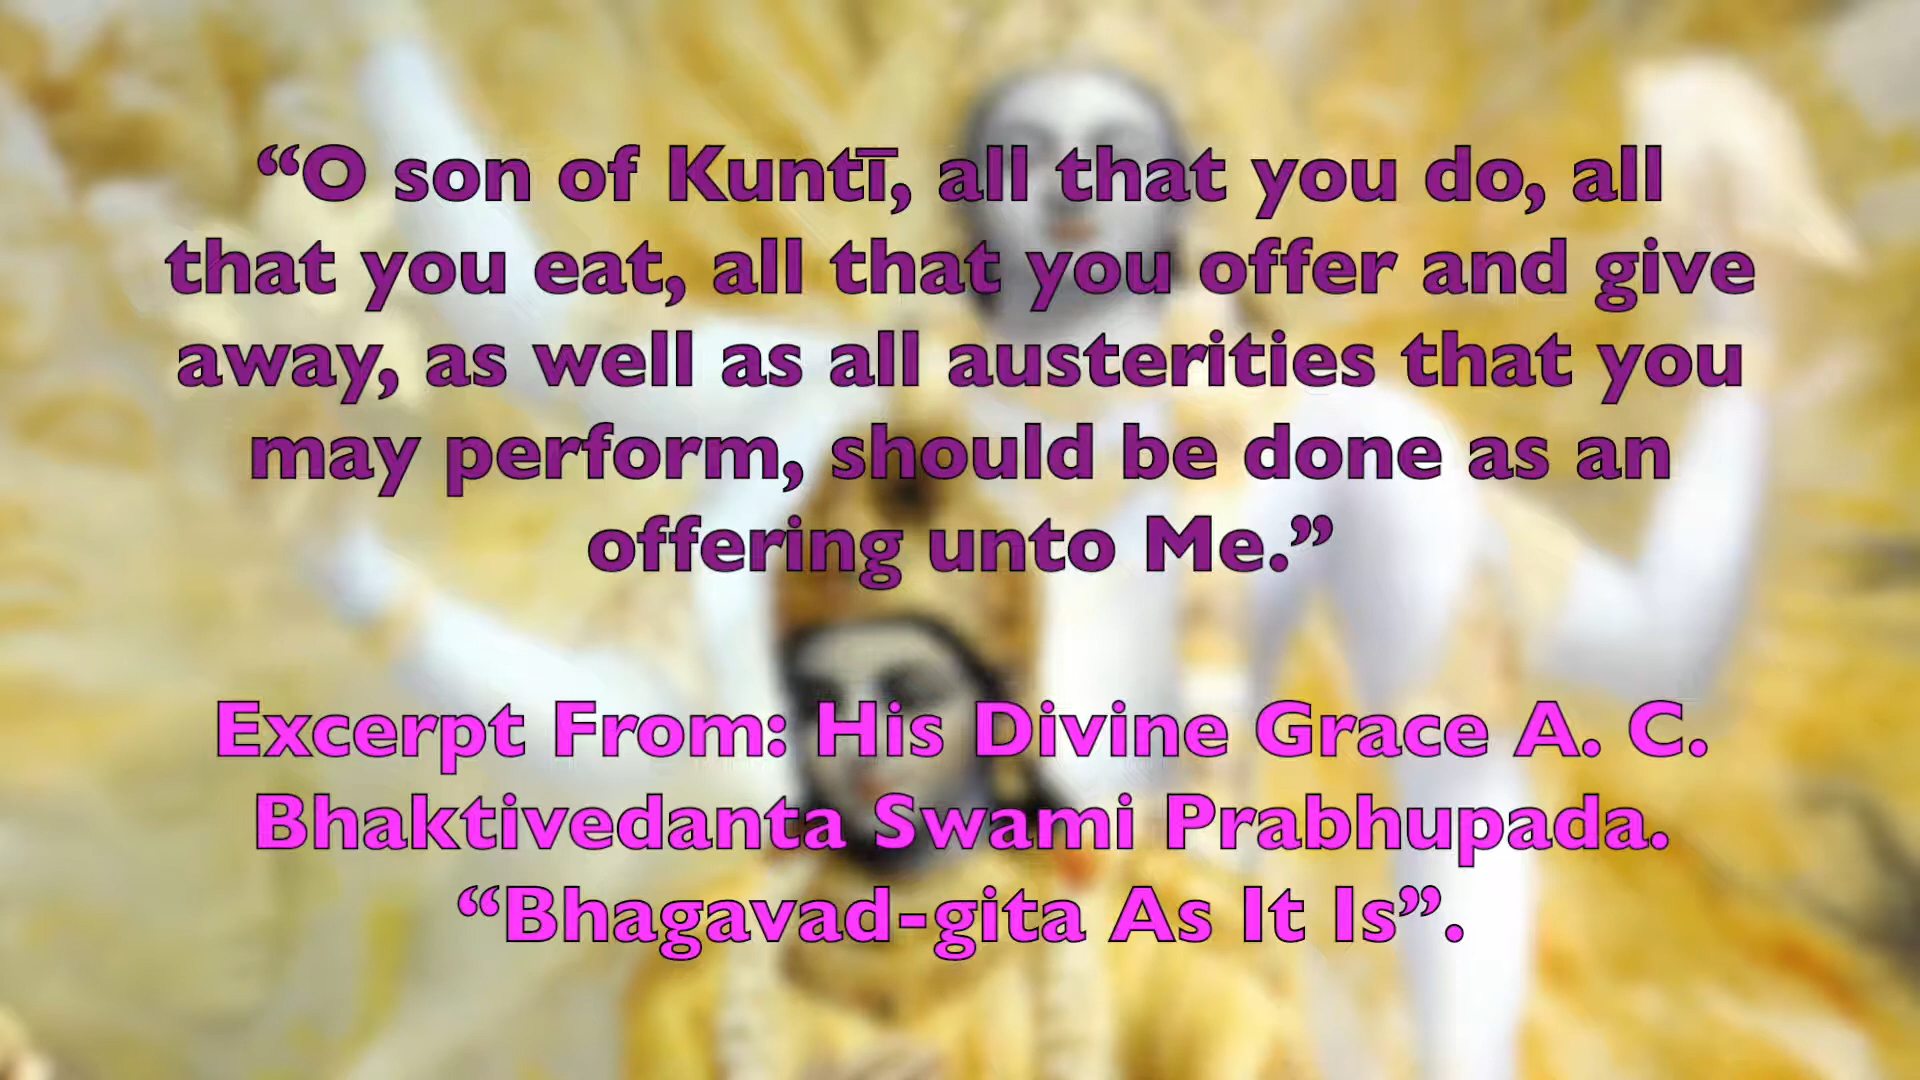 “O son of Kuntī, all that you do, all
that you eat, all that you offer and give
away, as well as all austerities that you
may perform, should be done as an
offering unto Me.”
Excerpt From: His Divine Grace A. C.
Bhaktivedanta Swami Prabhupada.
“Bhagavad-gita As It Is”.